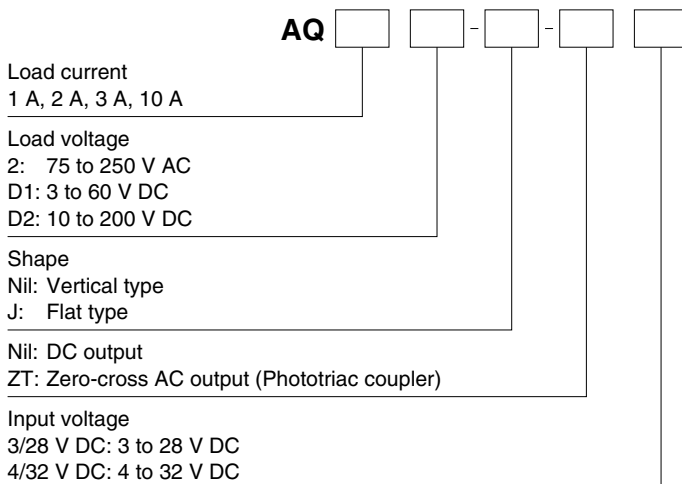 AQ - -
Load current
1 A, 2 A, 3 A, 10 A
Load voltage
2: 75 to 250 V AC
D1: 3 to 60 V DC
D2: 10 to 200 V DC
Shape
Nil: Vertical type
J: Flat type
Nil: DC output
ZT: Zero-cross AC output (Phototriac coupler)
Input voltage
3/28 V DC: 3 to 28 V DC
4/32 V DC: 4 to 32 V DC